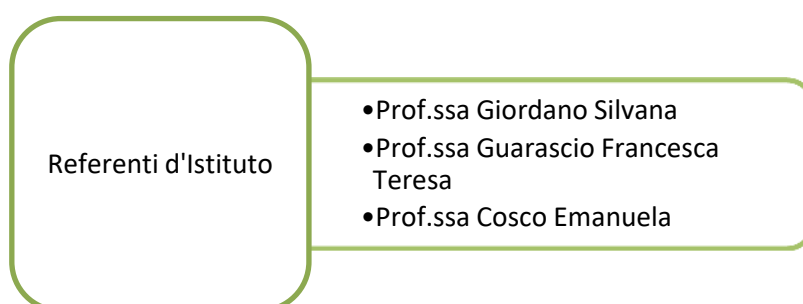 Referenti d'Istituto
•Prof.ssa Giordano Silvana
•Prof.ssa Guarascio Francesca
Teresa
•Prof.ssa Cosco Emanuela